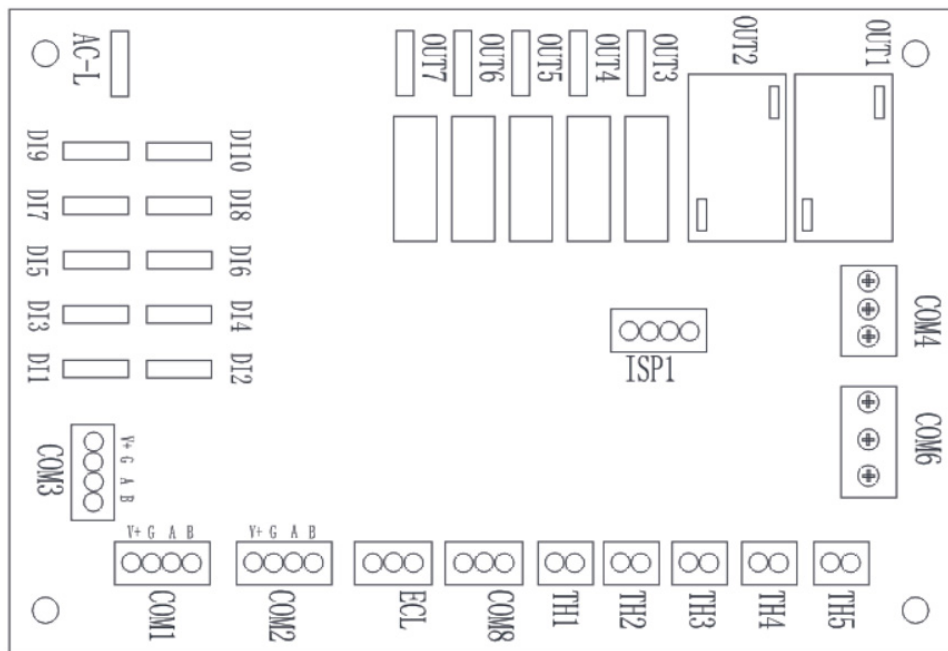 AC-L
OUT7
OUT6
OUT5
OUT4
OUT3
OUT2
OUT1
DI9
DI10
DI7
DI8
DI5
DI6
DI3
DI4
DI1
DI2
COM4
ISP1
COM6
COM3
V+
G
A
B
V+ G A B
V+ G A B
COM1
COM2
ECL
COM8
TH1
TH2
TH3
TH4
TH5